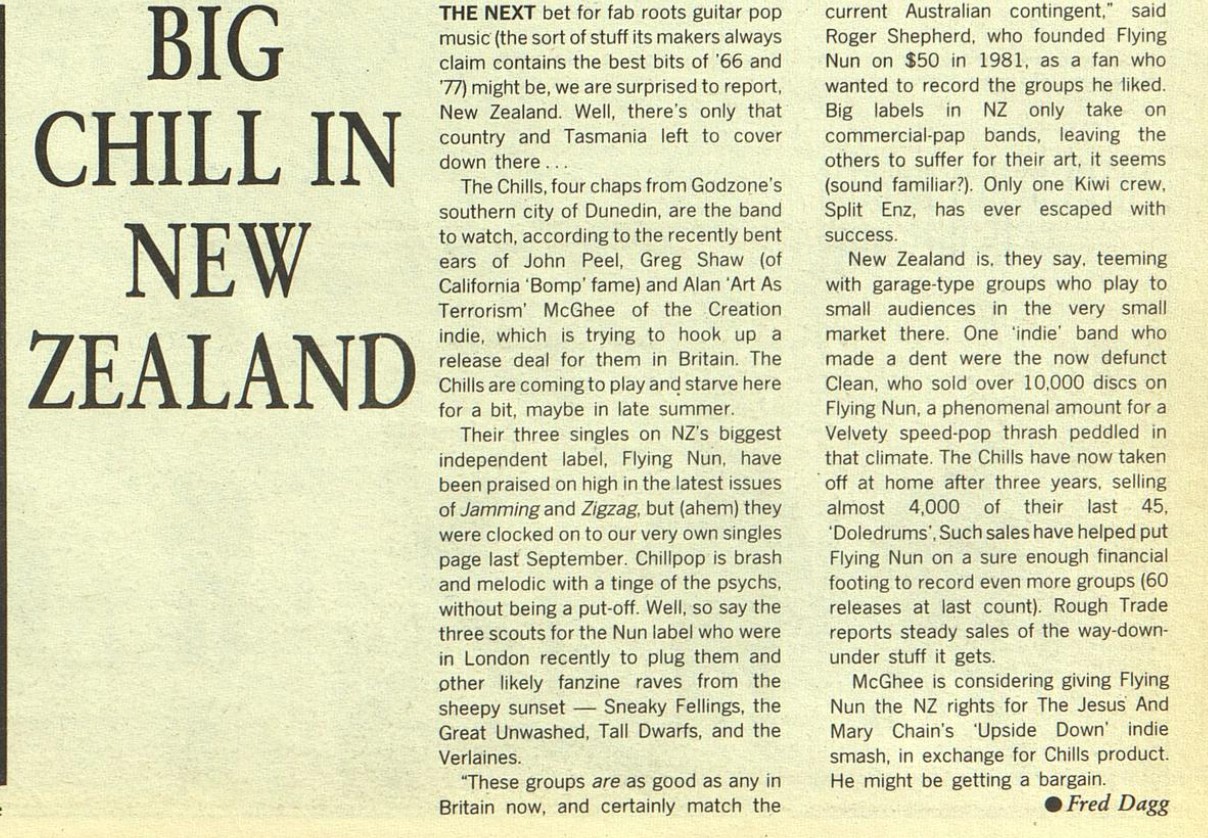 BIG
CHILL IN
NEW
ZEALAND
THE NEXT bet for fab roots guitar pop
music (the sort of stuff its makers always
claim contains the best bits of '66 and
'77) might be, we are surprised to report,
New Zealand. Well, there's only that
country and Tasmania left to cover
down there . . .
The Chills, four chaps from Godzone's
southern city of Dunedin, are the band
to watch, according to the recently bent
ears of John Peel, Greg Shaw (of
California 'Bomp' fame) and Alan 'Art As
Terrorism' McGhee of the Creation
indie, which is trying to hook up a
release deal for them in Britain. The
Chills are coming to play and starve here
for a bit, maybe in late summer.
Their three singles on NZ's biggest
independent label, Flying Nun, have
been praised on high in the latest issues
of Jamming and Zigzag, but (ahem) they
were clocked on to our very own singles
page last September. Chillpop is brash
and melodic with a tinge of the psychs,
without being a put-off. Well, so say the
three scouts for the Nun label who were
in London recently to plug them and
other likely fanzine raves from the
sheepy sunset — Sneaky Fellings, the
Great Unwashed, Tall Dwarfs, and the
Verlaines.
"These groups are as good as any in
Britain now, and certainly match the
current Australian contingent," said
Roger Shepherd, who founded Flying
Nun on $50 in 1981, as a fan who
wanted to record the groups he liked.
Big labels in NZ only take on
commercial-pap bands, leaving the
others to suffer for their art, it seems
(sound familiar?). Only one Kiwi crew,
Split Enz, has ever escaped with
success.
New Zealand is, they say, teeming
with garage-type groups who play to
small audiences in the very small
market there. One 'indie' band who
made a dent were the now defunct
Clean, who sold over 10,000 discs on
Flying Nun, a phenomenal amount for a
Velvety speed-pop thrash peddled in
that climate. The Chills have now taken
off at home after three years, selling
almost 4,000 of their last 45,
'Doledrums'. Such sales have helped put
Flying Nun on a sure enough financial
footing to record even more groups (60
releases at last count). Rough Trade
reports steady sales of the way-down-
under stuff it gets.
McGhee is considering giving Flying
Nun the NZ rights for The Jesus And
Mary Chain's 'Upside Down' indie
smash, in exchange for Chills product.
He might be getting a bargain.
● Fred Dagg